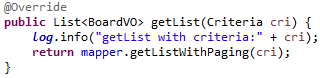 @Override
public List<BoardVO> getList(Criteria cri) {
    log.info("getList with criteria:" + cri);
    return mapper.getListWithPaging(cri);
}